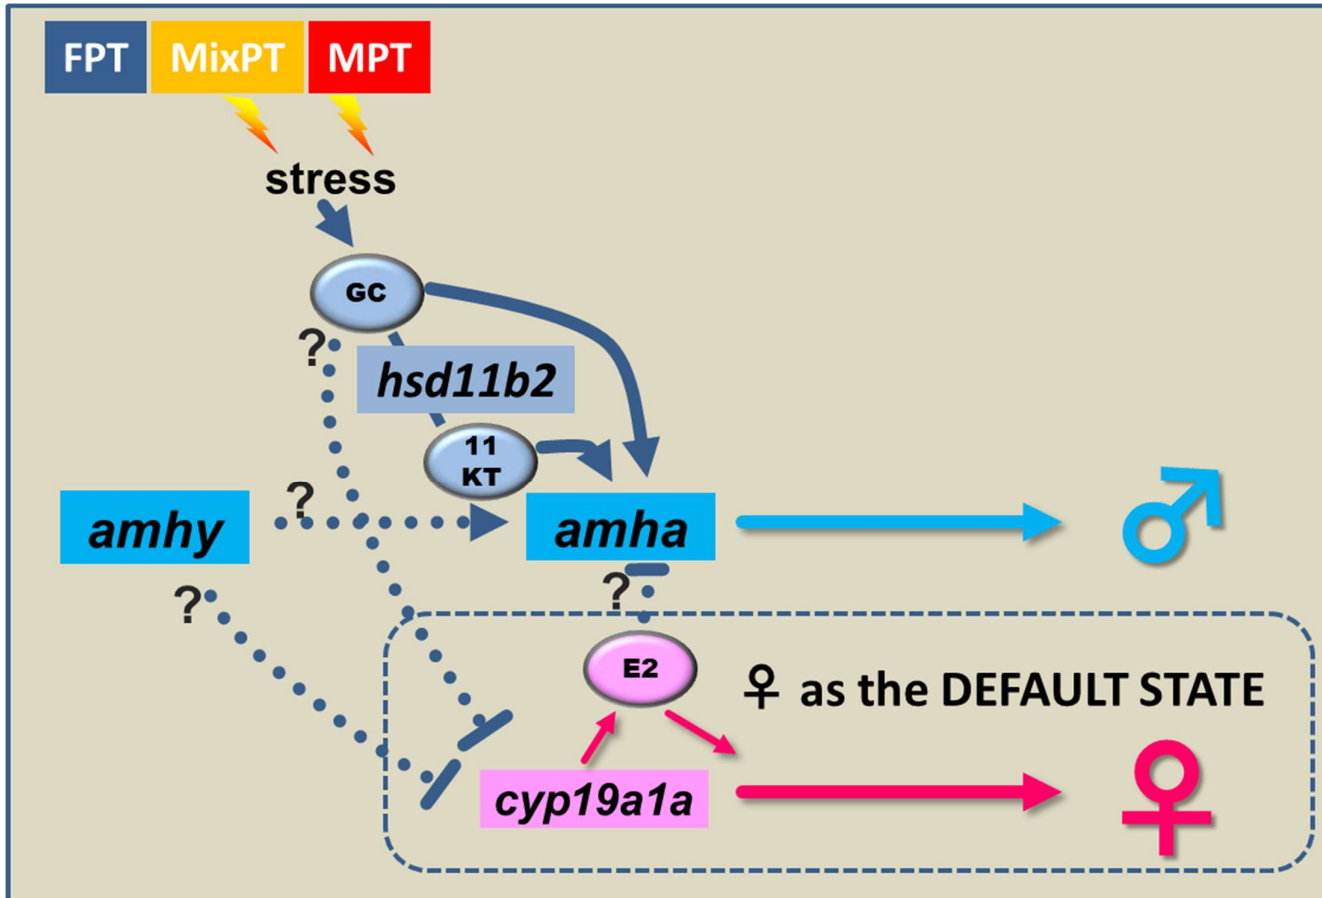 FPT MixPT MPT
stress
GC
?
hsd11b2
11
KT
?
amhy
amha
?
?
E2
♀ as the DEFAULT STATE
cyp19a1a